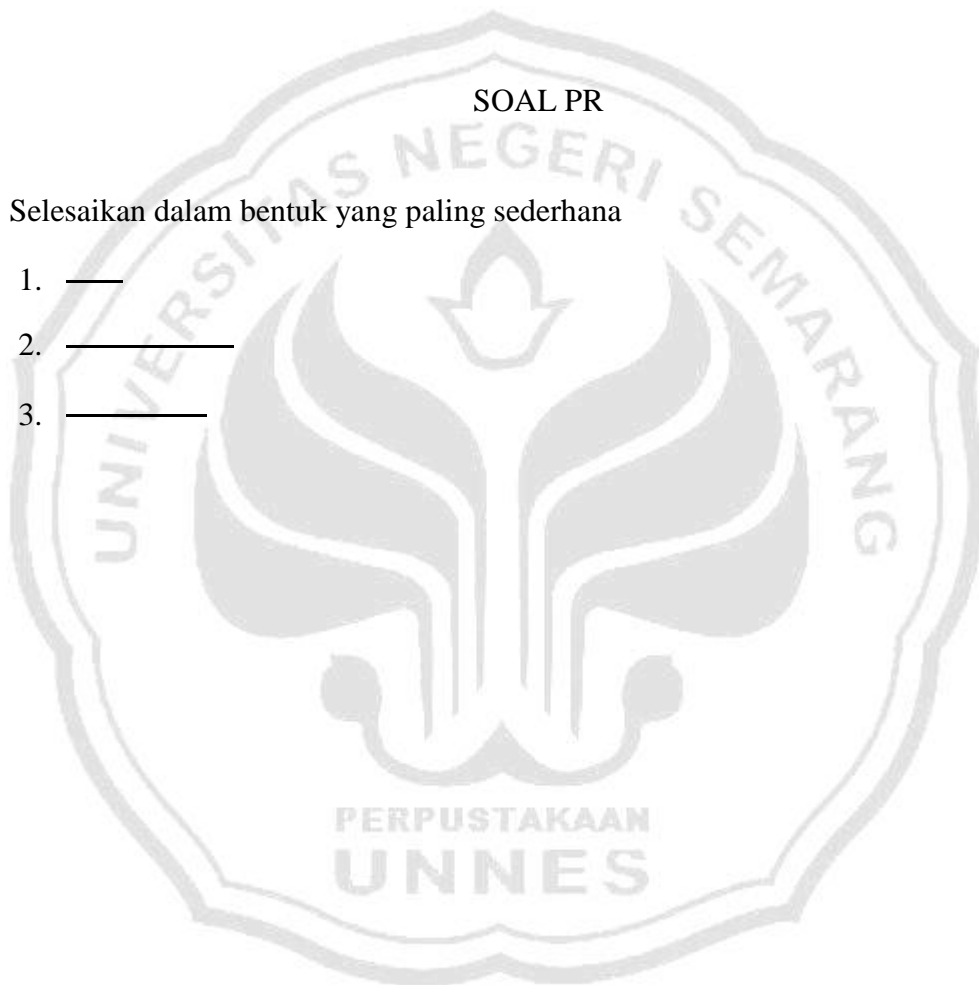 SOAL PR
UNIVERSITAS NEGERI SEMARANG
Selesaikan dalam bentuk yang paling sederhana
1.
2.
3.
PERPUSTAKAAN
UNNES